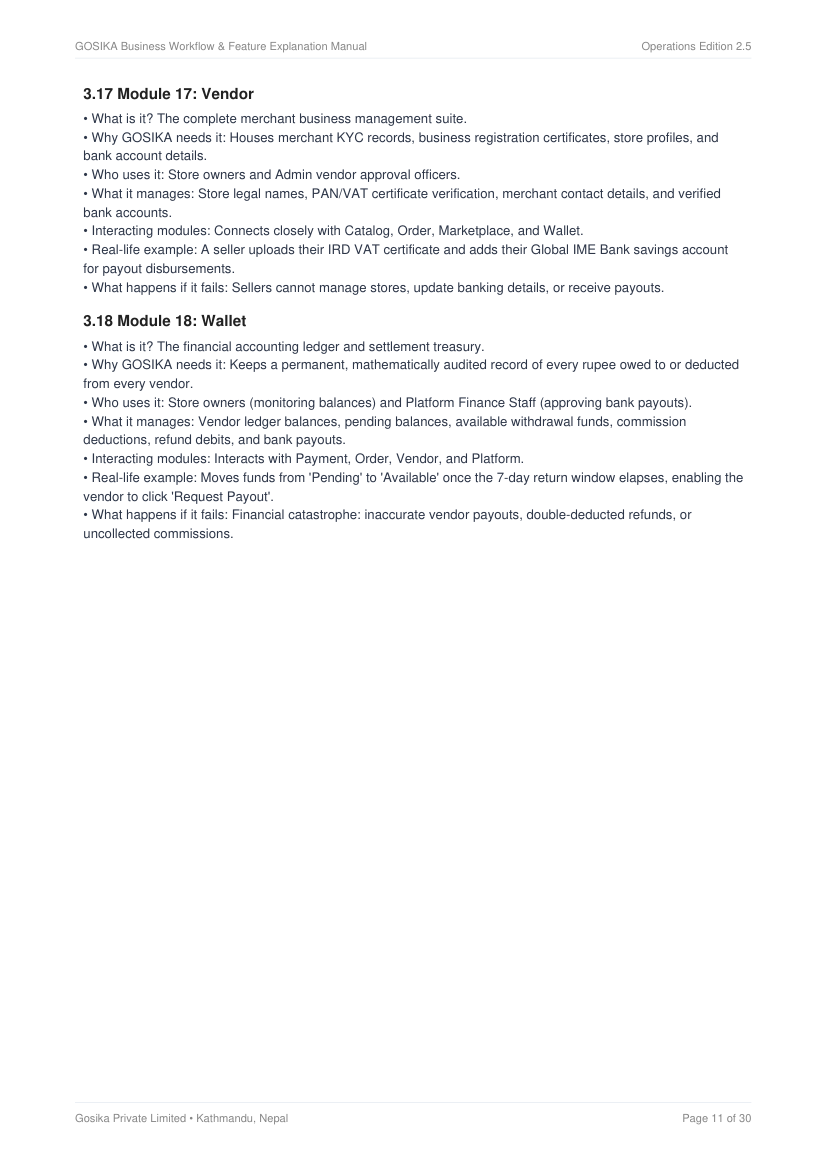 GOSIKA Business Workflow & Feature Explanation Manual
Operations Edition 2.5
3.17 Module 17: Vendor
• What is it? The complete merchant business management suite.
• Why GOSIKA needs it: Houses merchant KYC records, business registration certificates, store profiles, and
bank account details.
• Who uses it: Store owners and Admin vendor approval officers.
• What it manages: Store legal names, PAN/VAT certificate verification, merchant contact details, and verified
bank accounts.
• Interacting modules: Connects closely with Catalog, Order, Marketplace, and Wallet.
• Real-life example: A seller uploads their IRD VAT certificate and adds their Global IME Bank savings account
for payout disbursements.
• What happens if it fails: Sellers cannot manage stores, update banking details, or receive payouts.
3.18 Module 18: Wallet
• What is it? The financial accounting ledger and settlement treasury.
• Why GOSIKA needs it: Keeps a permanent, mathematically audited record of every rupee owed to or deducted
from every vendor.
• Who uses it: Store owners (monitoring balances) and Platform Finance Staff (approving bank payouts).
• What it manages: Vendor ledger balances, pending balances, available withdrawal funds, commission
deductions, refund debits, and bank payouts.
• Interacting modules: Interacts with Payment, Order, Vendor, and Platform.
• Real-life example: Moves funds from 'Pending' to 'Available' once the 7-day return window elapses, enabling the
vendor to click 'Request Payout'.
• What happens if it fails: Financial catastrophe: inaccurate vendor payouts, double-deducted refunds, or
uncollected commissions.
Gosika Private Limited • Kathmandu, Nepal
Page 11 of 30